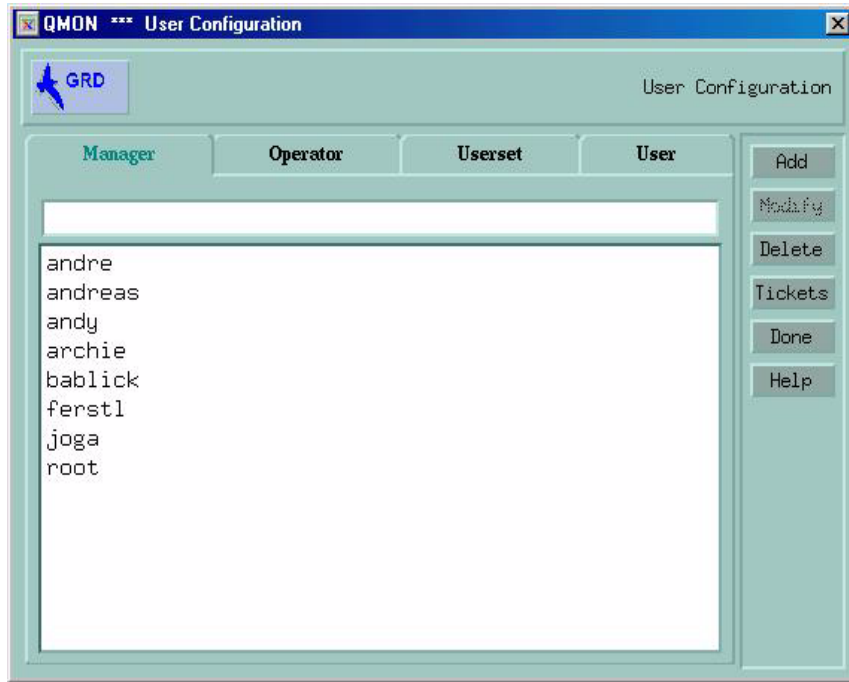 QMON *** User Configuration
GRD
User Configuration
Manager Operator Userset User
Add
Modify
Delete
Tickets
Done
Help
andre
andreas
andy
archie
bablick
ferstl
joga
root